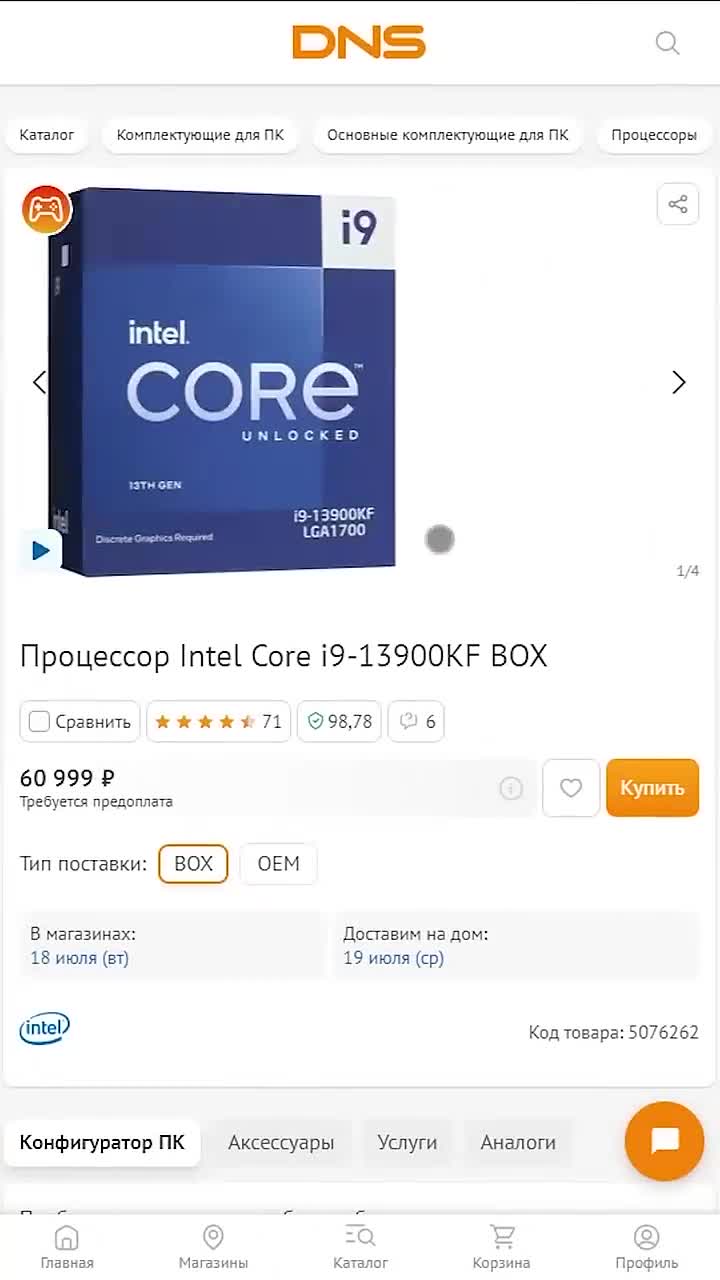 DNS
Каталог
Комплектующие для ПК
Основные комплектующие для ПК
Процессоры
i9
intel.
CORE™
UNLOCKED
13TH GEN
i9-13900KF
LGA1700
Discrete Graphics Required
intel
1/4
Процессор Intel Core i9-13900KF BOX
Сравнить
71
98,78
6
60 999 ₽
Требуется предоплата
Купить
Тип поставки:
BOX
OEM
В магазинах:
18 июля (вт)
Доставим на дом:
19 июля (ср)
intel
Код товара: 5076262
Конфигуратор ПК
Аксессуары
Услуги
Аналоги
Главная
Магазины
Каталог
Корзина
Профиль